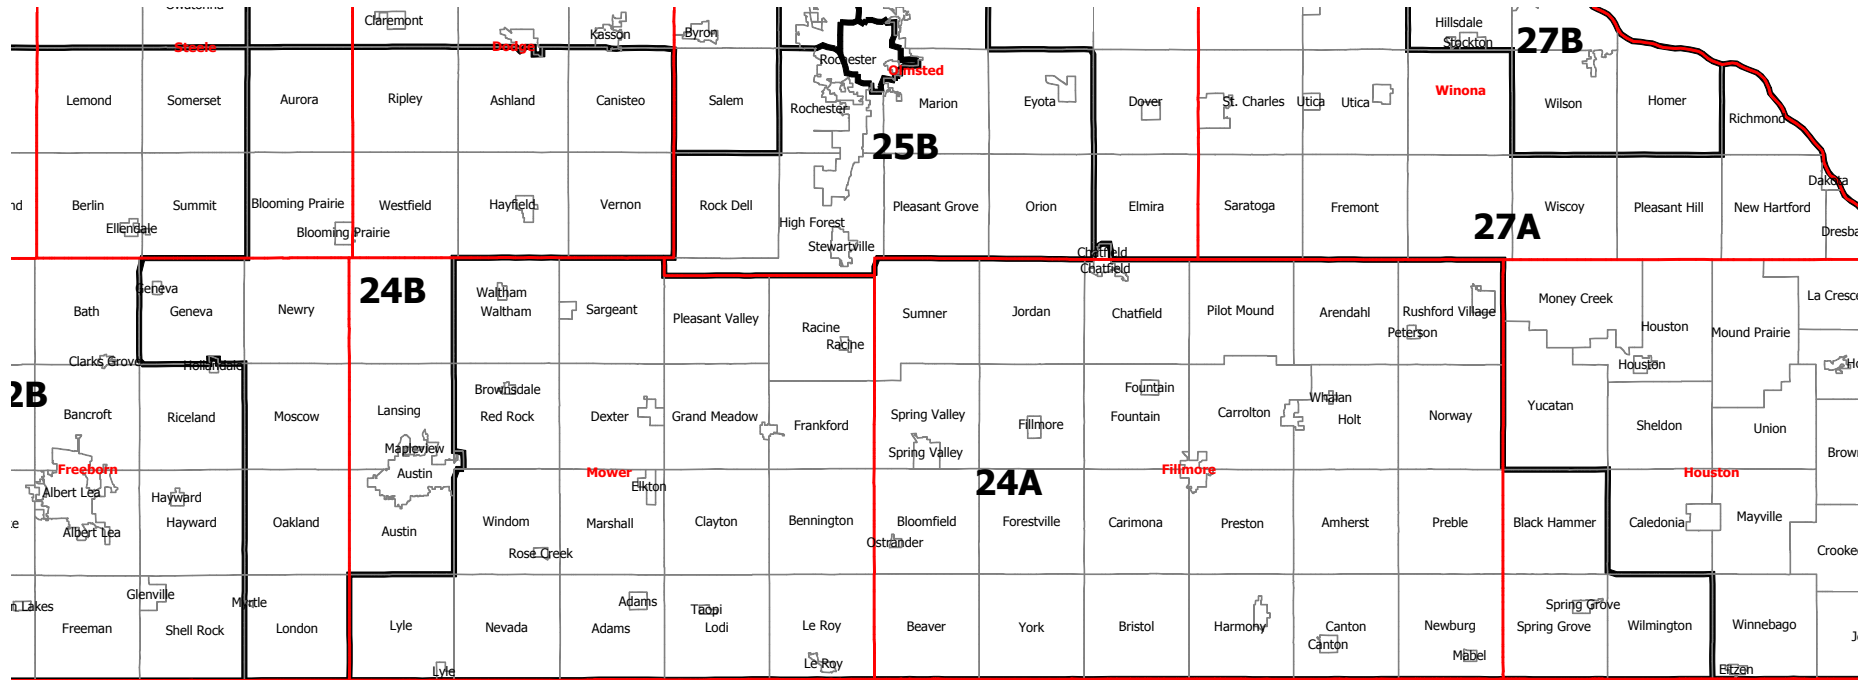 Claremont
Kasson
Byron
Hillsdale
Stockton
27B
Steele
Dodge
Rochester
Olmsted
Winona
Lemond
Somerset
Aurora
Ripley
Ashland
Canisteo
Salem
Rochester
Marion
Eyota
Dover
St. Charles
Utica
Utica
Wilson
Homer
Richmond
25B
Dakota
Berlin
Summit
Blooming Prairie
Westfield
Hayfield
Vernon
Rock Dell
Pleasant Grove
Orion
Elmira
Saratoga
Fremont
Wiscoy
Pleasant Hill
New Hartford
Ellendale
Blooming Prairie
High Forest
Stewartville
27A
Chatfield
Chatfield
24B
Geneva
Waltham
Bath
Geneva
Newry
Waltham
Sargeant
Pleasant Valley
Racine
Racine
Sumner
Jordan
Chatfield
Pilot Mound
Arendahl
Rushford Village
Peterson
Money Creek
Houston
Mound Prairie
Clarks Grove
Hollandale
Houston
2B
Bancroft
Riceland
Moscow
Lansing
Brownsdale
Red Rock
Dexter
Grand Meadow
Frankford
Spring Valley
Fillmore
Fountain
Fountain
Carrolton
Whalan
Holt
Norway
Yucatan
Sheldon
Union
Mapleview
Spring Valley
Freeborn
Austin
Mower
Elkton
24A
Fillmore
Houston
Albert Lea
Hayward
Hayward
Albert Lea
Oakland
Austin
Windom
Marshall
Clayton
Bennington
Bloomfield
Forestville
Carimona
Preston
Amherst
Preble
Black Hammer
Caledonia
Mayville
Rose Creek
Ostrander
Glenville
Myrtle
Adams
Taopi
Spring Grove
Freeman
Shell Rock
London
Lyle
Nevada
Adams
Lodi
Le Roy
Beaver
York
Bristol
Harmony
Canton
Newburg
Spring Grove
Wilmington
Winnebago
Canton
Mabel
Lyle
Le Roy
Eitzen